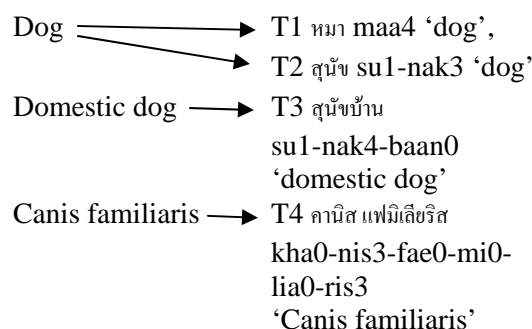 Dog T1 หมา maa4 ‘dog’,
T2 สุนัข su1-nak3 ‘dog’
Domestic dog T3 สุนัขบ้าน
su1-nak4-baan0
‘domestic dog’
Canis familiaris T4 คานิส แฟมิเลียริส
kha0-nis3-fae0-mi0-
lia0-ris3
‘Canis familiaris’